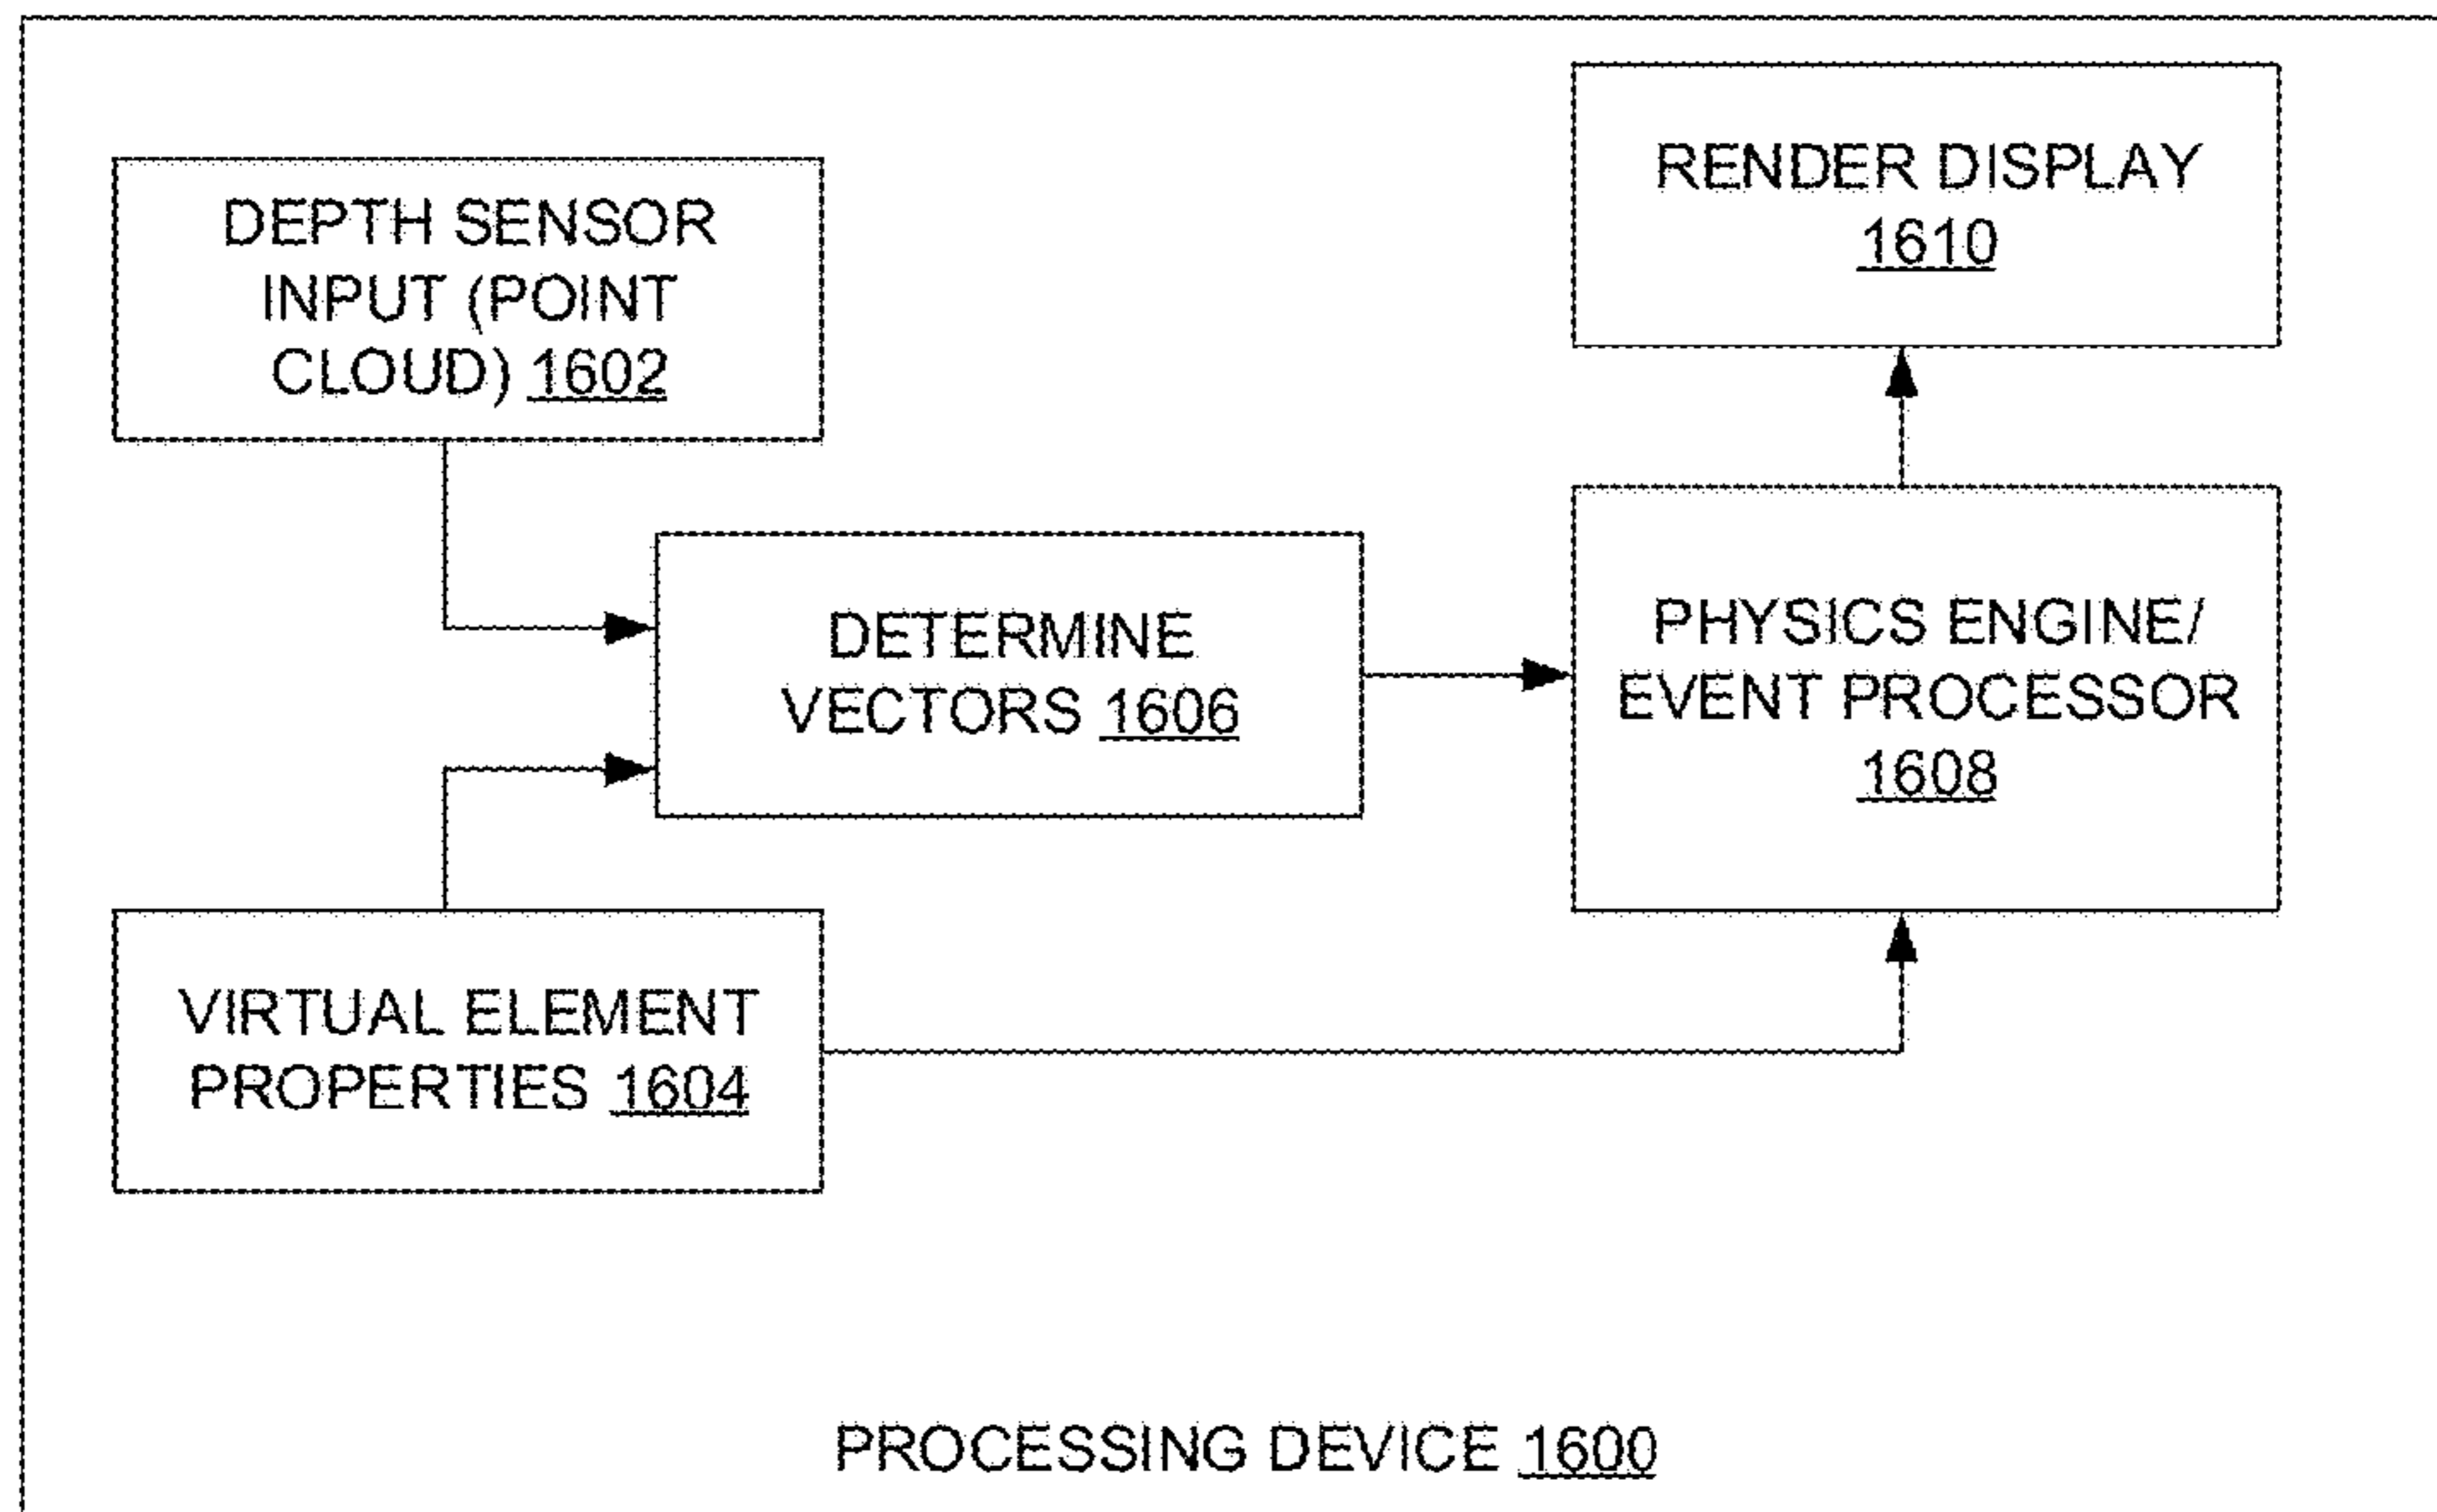 DEPTH SENSOR
INPUT (POINT
CLOUD) 1602
RENDER DISPLAY
1610
DETERMINE
VECTORS 1606
PHYSICS ENGINE/
EVENT PROCESSOR
1608
VIRTUAL ELEMENT
PROPERTIES 1604
PROCESSING DEVICE 1600